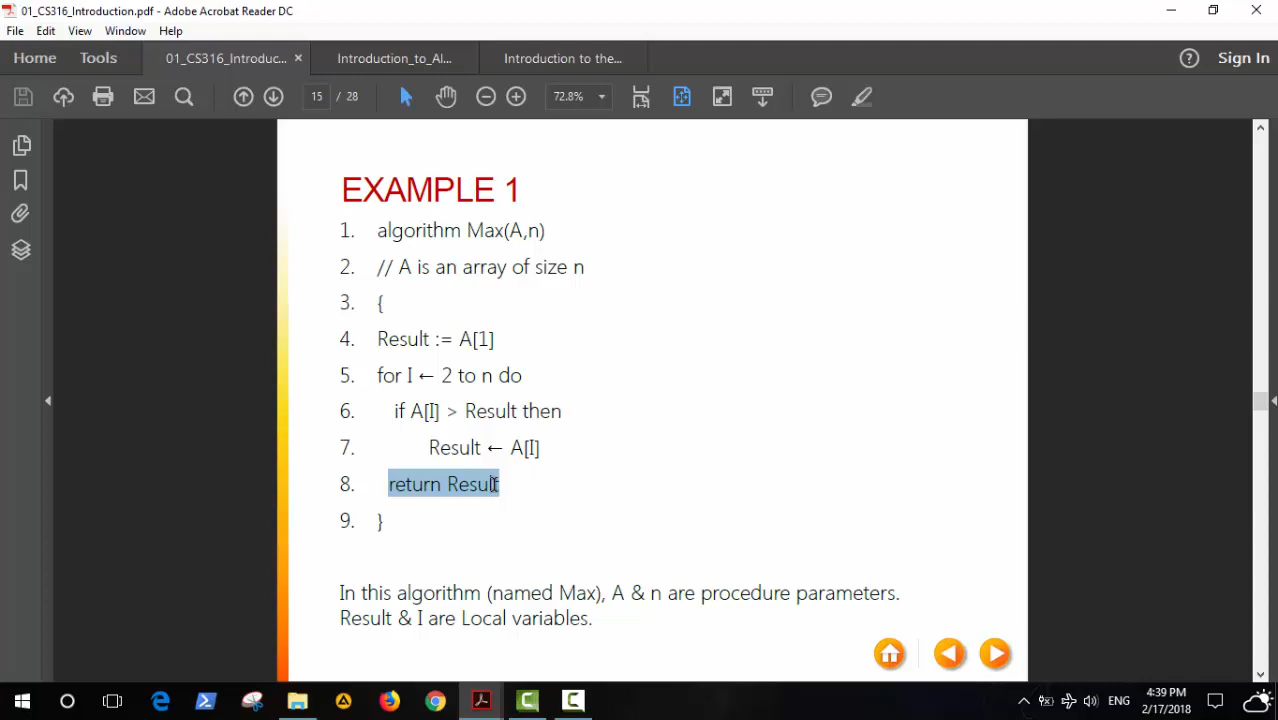 01_CS316_Introduction.pdf - Adobe Acrobat Reader DC
File Edit View Window Help
Home Tools 01_CS316_Introduc... × Introduction_to_Al... Introduction to the... ? Sign In
15 / 28 72.8%
EXAMPLE 1
1. algorithm Max(A,n)
2. // A is an array of size n
3. {
4. Result := A[1]
5. for I ← 2 to n do
6. if A[I] > Result then
7. Result ← A[I]
8. return Result
9. }
In this algorithm (named Max), A & n are procedure parameters.
Result & I are Local variables.
ENG
4:39 PM
2/17/2018